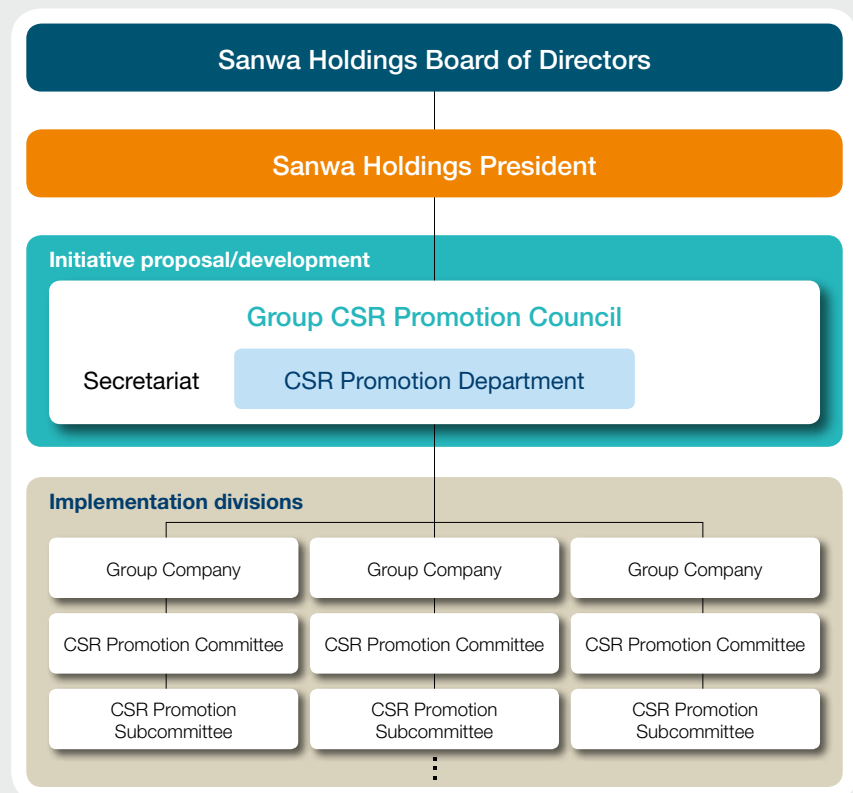 Sanwa Holdings Board of Directors
Sanwa Holdings President
Initiative proposal/development
Group CSR Promotion Council
Secretariat
CSR Promotion Department
Implementation divisions
Group Company
Group Company
Group Company
CSR Promotion Committee
CSR Promotion Committee
CSR Promotion Committee
CSR Promotion
Subcommittee
CSR Promotion
Subcommittee
CSR Promotion
Subcommittee